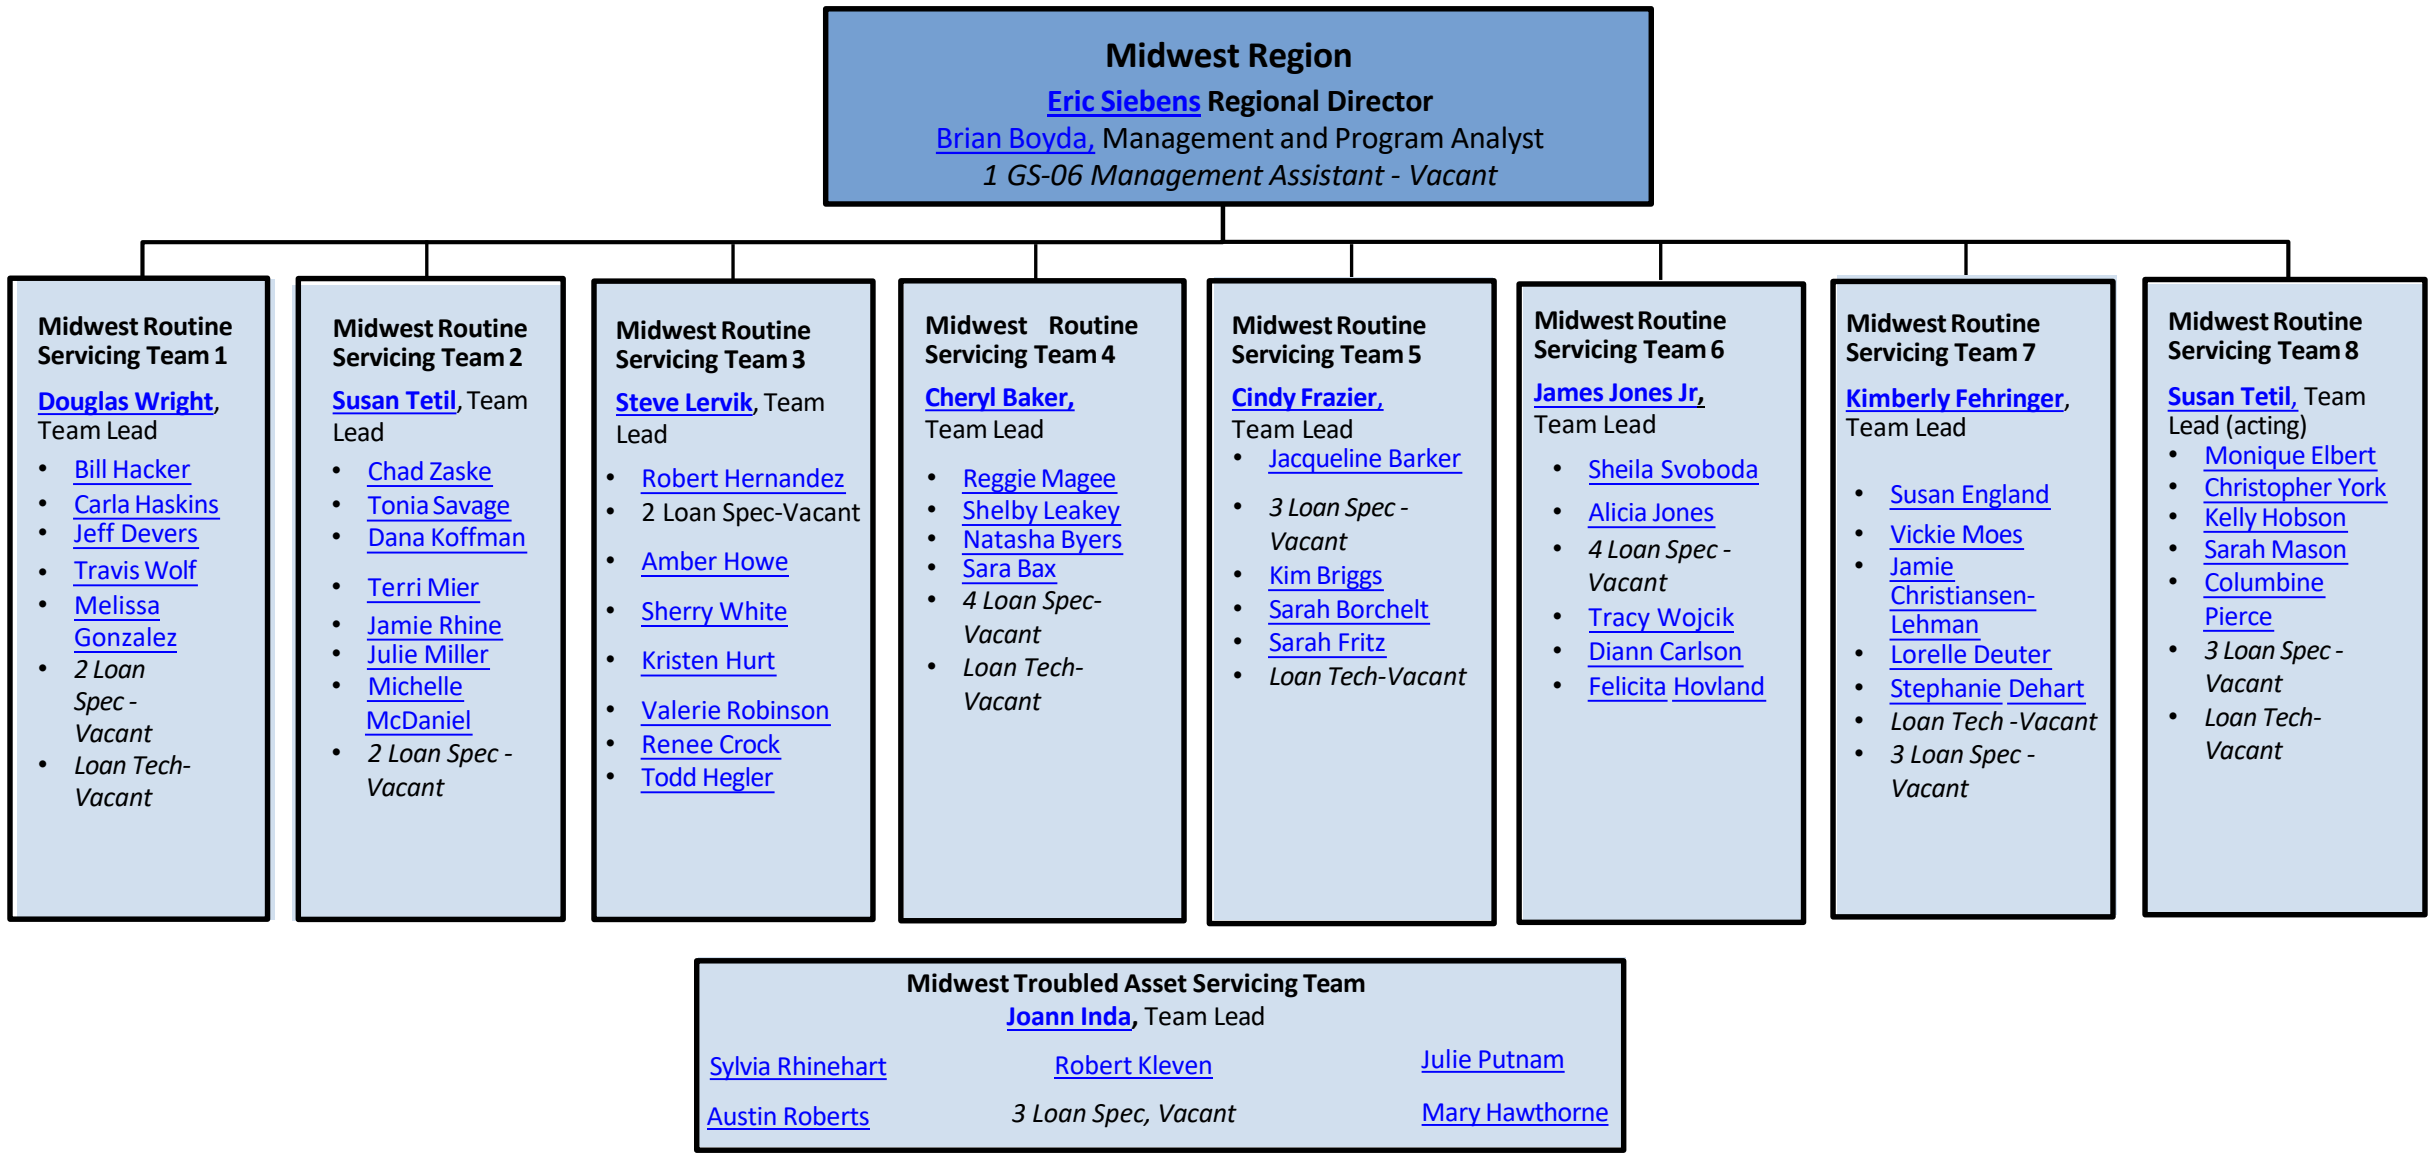 Midwest Region
Eric Siebens Regional Director
Brian Boyda, Management and Program Analyst
1 GS-06 Management Assistant - Vacant
Midwest Routine
Servicing Team 1
Douglas Wright,
Team Lead
• Bill Hacker
• Carla Haskins
• Jeff Devers
• Travis Wolf
• Melissa
Gonzalez
• 2 Loan
Spec -
Vacant
• Loan Tech-
Vacant
Midwest Routine
Servicing Team 2
Susan Tetil, Team
Lead
• Chad Zaske
• Tonia Savage
• Dana Koffman
• Terri Mier
• Jamie Rhine
• Julie Miller
• Michelle
McDaniel
• 2 Loan Spec -
Vacant
Midwest Routine
Servicing Team 3
Steve Lervik, Team
Lead
• Robert Hernandez
• 2 Loan Spec-Vacant
• Amber Howe
• Sherry White
• Kristen Hurt
• Valerie Robinson
• Renee Crock
• Todd Hegler
Midwest Routine
Servicing Team 4
Cheryl Baker,
Team Lead
• Reggie Magee
• Shelby Leakey
• Natasha Byers
• Sara Bax
• 4 Loan Spec-
Vacant
• Loan Tech-
Vacant
Midwest Routine
Servicing Team 5
Cindy Frazier,
Team Lead
• Jacqueline Barker
• 3 Loan Spec -
Vacant
• Kim Briggs
• Sarah Borchelt
• Sarah Fritz
• Loan Tech-Vacant
Midwest Routine
Servicing Team 6
James Jones Jr,
Team Lead
• Sheila Svoboda
• Alicia Jones
• 4 Loan Spec -
Vacant
• Tracy Wojcik
• Diann Carlson
• Felicita Hovland
Midwest Routine
Servicing Team 7
Kimberly Fehringer,
Team Lead
• Susan England
• Vickie Moes
• Jamie
Christiansen-
Lehman
• Lorelle Deuter
• Stephanie Dehart
• Loan Tech -Vacant
• 3 Loan Spec -
Vacant
Midwest Routine
Servicing Team 8
Susan Tetil, Team
Lead (acting)
• Monique Elbert
• Christopher York
• Kelly Hobson
• Sarah Mason
• Columbine
Pierce
• 3 Loan Spec -
Vacant
• Loan Tech-
Vacant
Midwest Troubled Asset Servicing Team
Joann Inda, Team Lead
Sylvia Rhinehart Robert Kleven Julie Putnam
Austin Roberts 3 Loan Spec, Vacant Mary Hawthorne